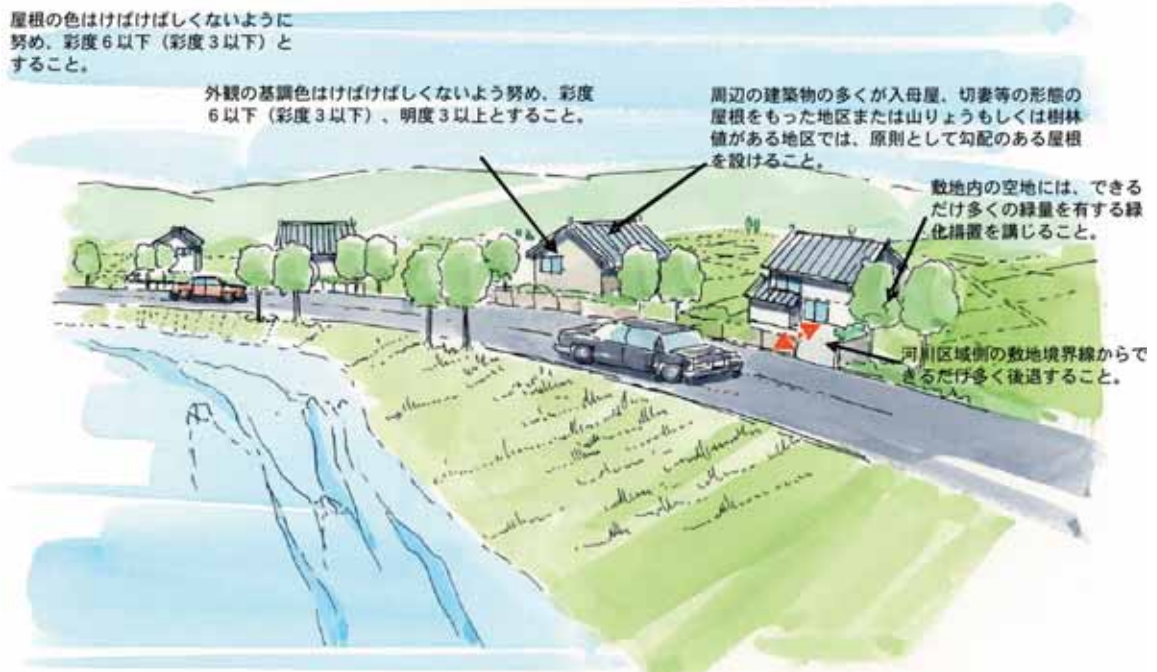 屋根の色はけばけばしくないように
努め、彩度6以下（彩度3以下）と
すること。
外観の基調色はけばけばしくないよう努め、彩度
6以下（彩度3以下）、明度3以上とすること。
周辺の建築物の多くが入母屋、切妻等の形態の
屋根をもった地区または山りょうもしくは樹林
値がある地区では、原則として勾配のある屋根
を設けること。
敷地内の空地には、できる
だけ多くの緑量を有する緑
化措置を講じること。
河川区域側の敷地境界線からで
きるだけ多く後退すること。